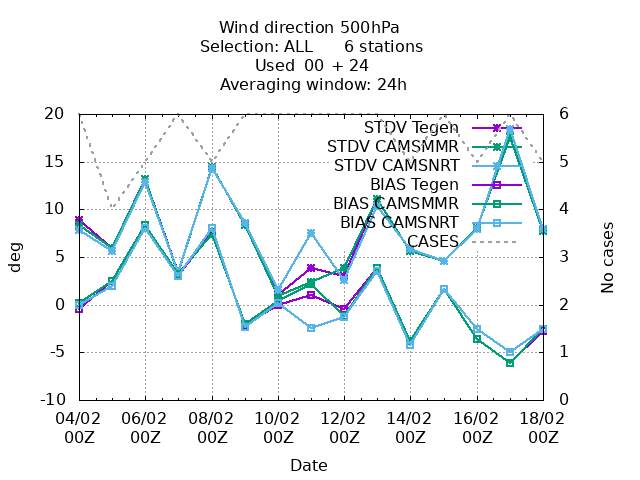 Wind direction 500hPa
Selection: ALL 6 stations
Used 00 + 24
Averaging window: 24h
20 6
STDV Tegen
STDV CAMSMMR
15 5
STDV CAMSNRT
BIAS Tegen
BIAS CAMSMMR
10 4
BIAS CAMSNRT
CASES
5 3
deg No cases
0 2
-5 1
-10 0
04/02 06/02 08/02 10/02 12/02 14/02 16/02 18/02
00Z 00Z 00Z 00Z 00Z 00Z 00Z 00Z
Date